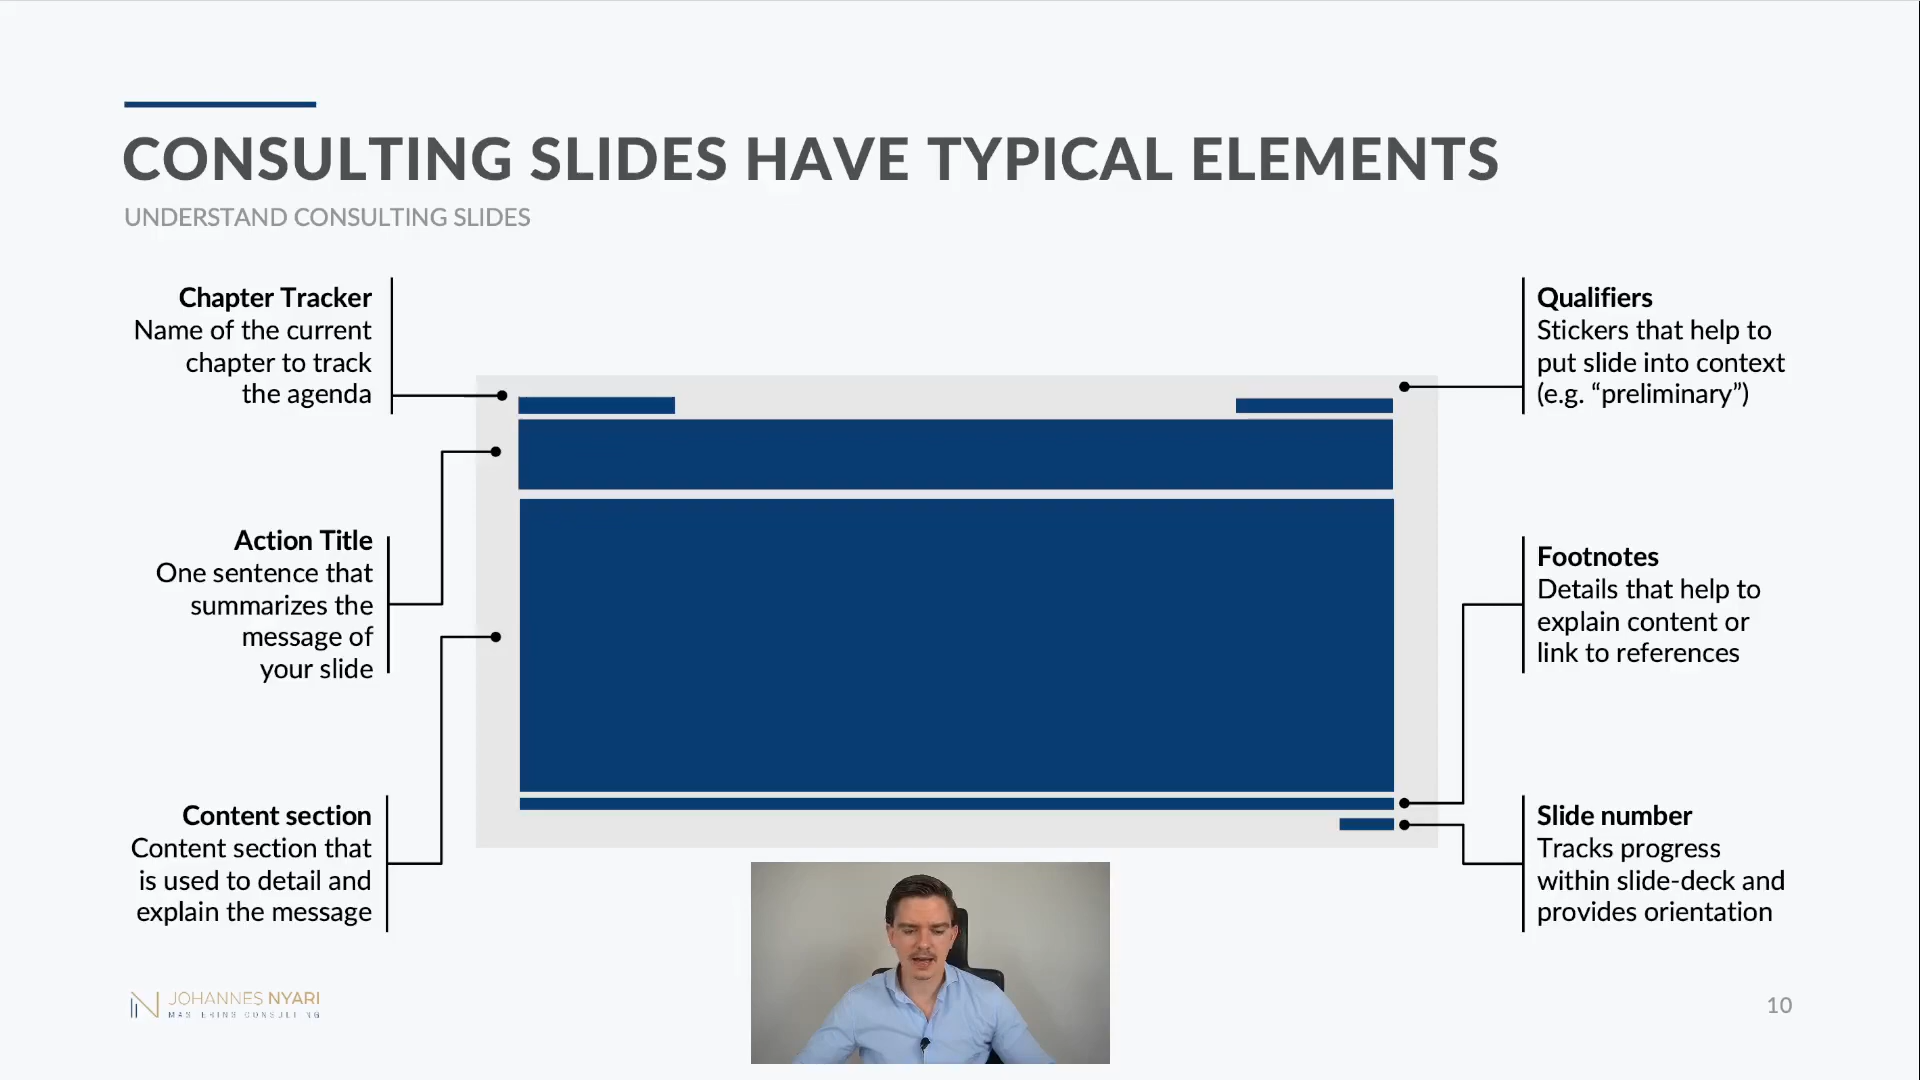 CONSULTING SLIDES HAVE TYPICAL ELEMENTS
UNDERSTAND CONSULTING SLIDES
Chapter Tracker
Name of the current
chapter to track
the agenda
Action Title
One sentence that
summarizes the
message of
your slide
Content section
Content section that
is used to detail and
explain the message
Qualifiers
Stickers that help to
put slide into context
(e.g. “preliminary”)
Footnotes
Details that help to
explain content or
link to references
Slide number
Tracks progress
within slide-deck and
provides orientation
JOHANNES NYARI
MASTERING CONSULTING
10